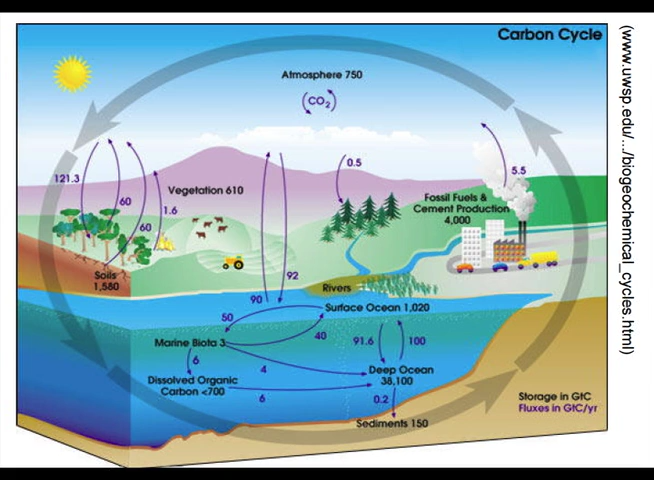 Carbon Cycle
Atmosphere 750
CO2
121.3
60
60
1.6
Vegetation 610
0.5
5.5
Fossil Fuels &
Cement Production
4,000
Soils
1,580
90
92
Rivers
Surface Ocean 1,020
50
40
91.6
100
Marine Biota 3
6
4
Deep Ocean
38,100
Dissolved Organic
Carbon <700
6
0.2
Sediments 150
Storage in GtC
Fluxes in GtC/yr
(www.uwsp.edu/.../biogeochemical_cycles.html)